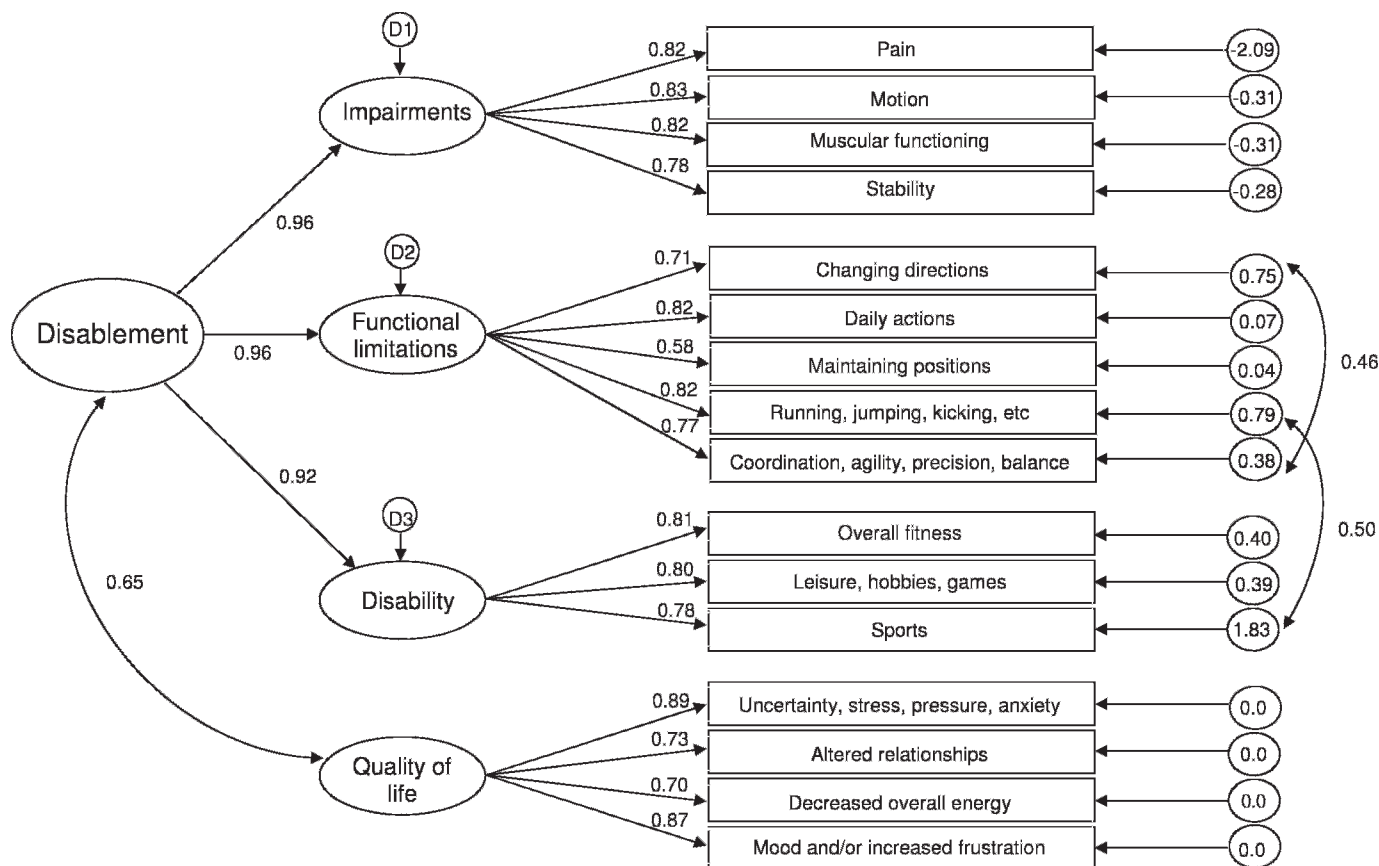 D1
0.82
Pain
-2.09
Impairments
0.83
Motion
-0.31
0.82
Muscular functioning
-0.31
0.78
Stability
-0.28
0.96
D2
0.71
Changing directions
0.75
Disablement
0.96
Functional
limitations
0.82
Daily actions
0.07
0.58
Maintaining positions
0.04
0.46
0.82
Running, jumping, kicking, etc
0.79
0.77
Coordination, agility, precision, balance
0.38
0.92
D3
0.81
Overall fitness
0.40
0.50
0.65
Disability
0.80
Leisure, hobbies, games
0.39
0.78
Sports
1.83
0.89
Uncertainty, stress, pressure, anxiety
0.0
Quality of
life
0.73
Altered relationships
0.0
0.70
Decreased overall energy
0.0
0.87
Mood and/or increased frustration
0.0